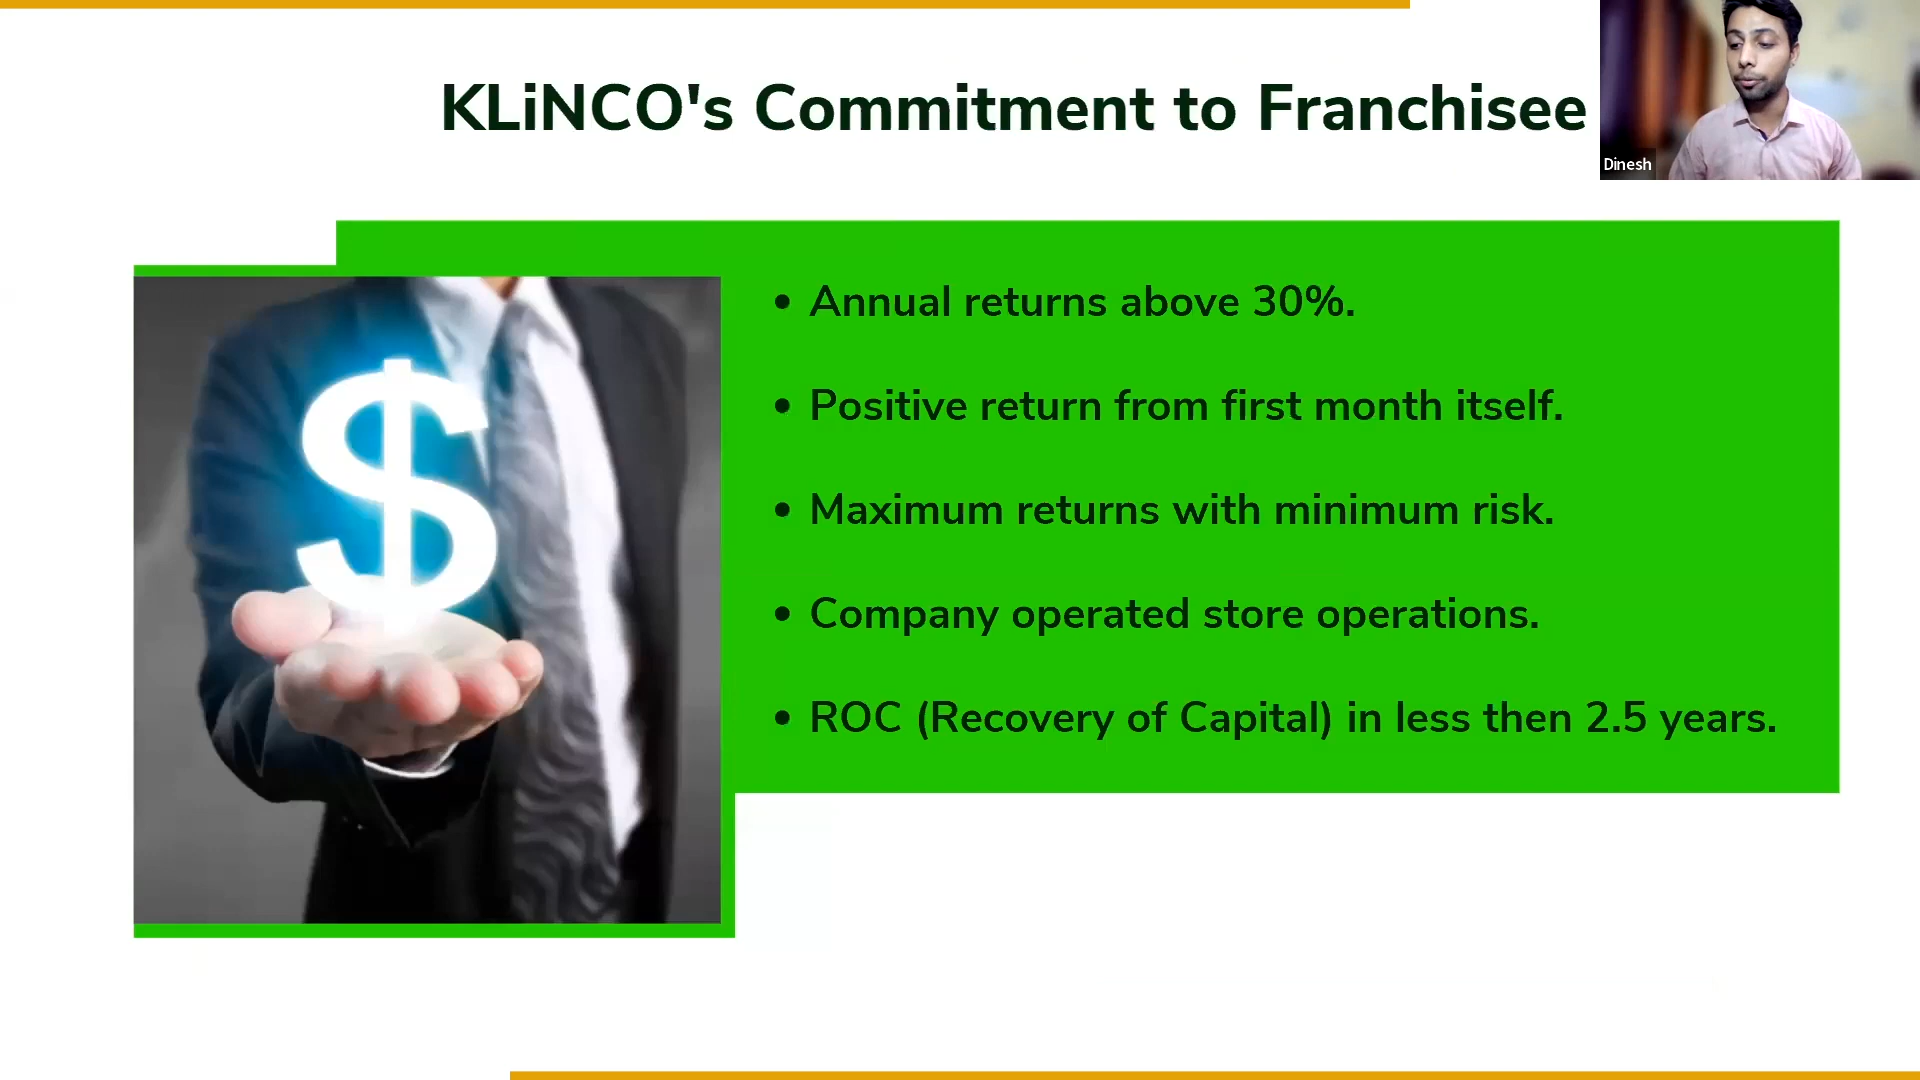 KLiNCO's Commitment to Franchisee
Dinesh
• Annual returns above 30%.
• Positive return from first month itself.
• Maximum returns with minimum risk.
• Company operated store operations.
• ROC (Recovery of Capital) in less then 2.5 years.
$